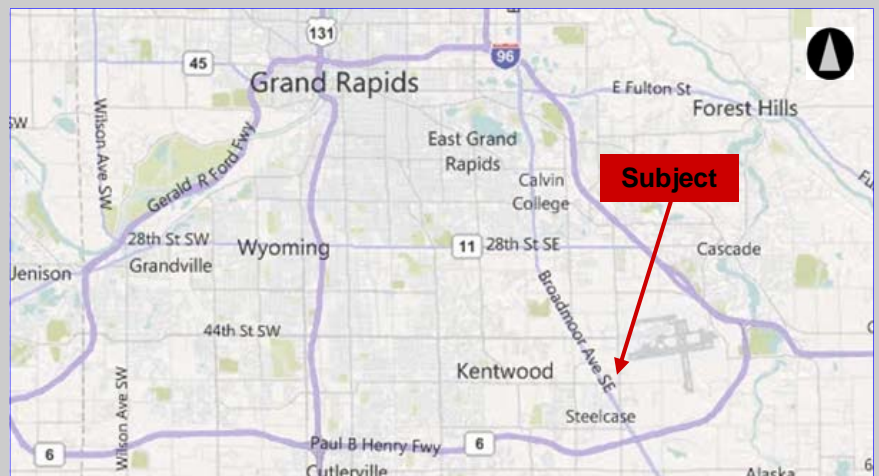 131
E
96
45
Grand Rapids
E Fulton St
Forest Hills
SW
Wilson Ave SW
East Grand
Rapids
Gerald R Ford Fwy
Calvin
College
Subject
28th St SW
Wyoming
11
28th St SE
Cascade
Jenison
Grandville
Broadmoor Ave SE
44th St SW
Kentwood
Steelcase
Wilson Ave SW
Paul B Henry Fwy
6
6
Cutlerville
Alaska
6